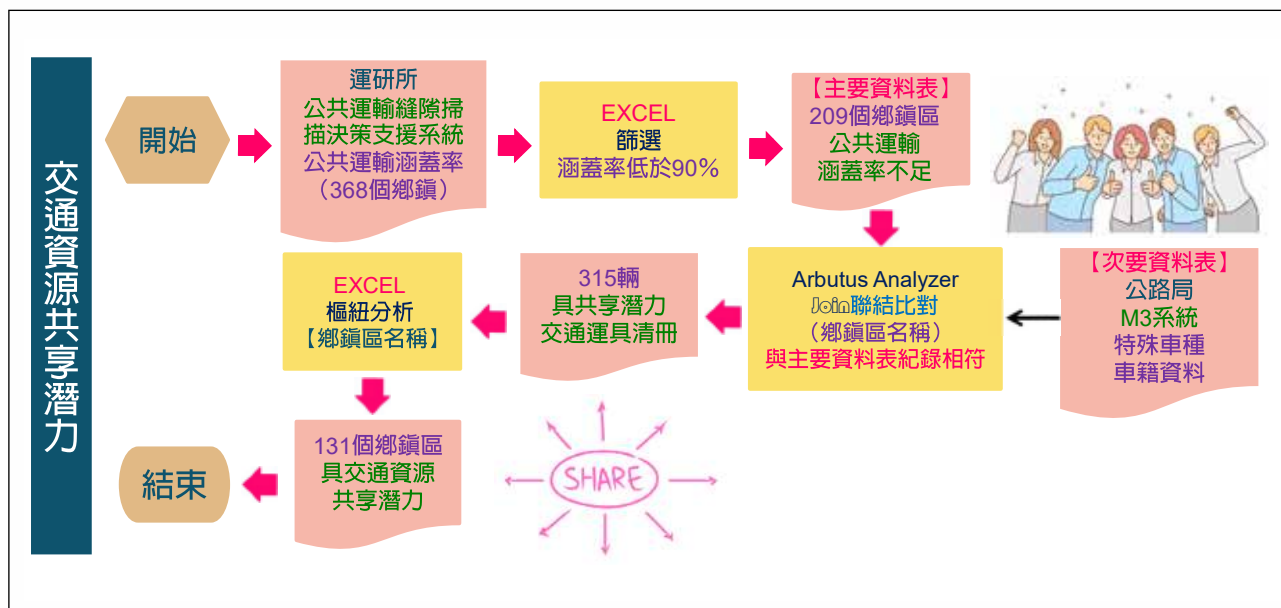 交通資源共享潛力
開始
運研所
公共運輸縫隙掃
描決策支援系統
公共運輸涵蓋率
（368個鄉鎮）
EXCEL
篩選
涵蓋率低於90%
【主要資料表】
209個鄉鎮區
公共運輸
涵蓋率不足
【次要資料表】
公路局
M3系統
特殊車種
車籍資料
Arbutus Analyzer
Join聯結比對
（鄉鎮區名稱）
與主要資料表紀錄相符
315輛
具共享潛力
交通運具清冊
EXCEL
樞紐分析
【鄉鎮區名稱】
131個鄉鎮區
具交通資源
共享潛力
結束
SHARE